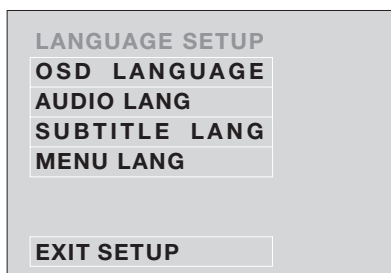 LANGUAGE SETUP
OSD LANGUAGE
AUDIO LANG
SUBTITLE LANG
MENU LANG
EXIT SETUP